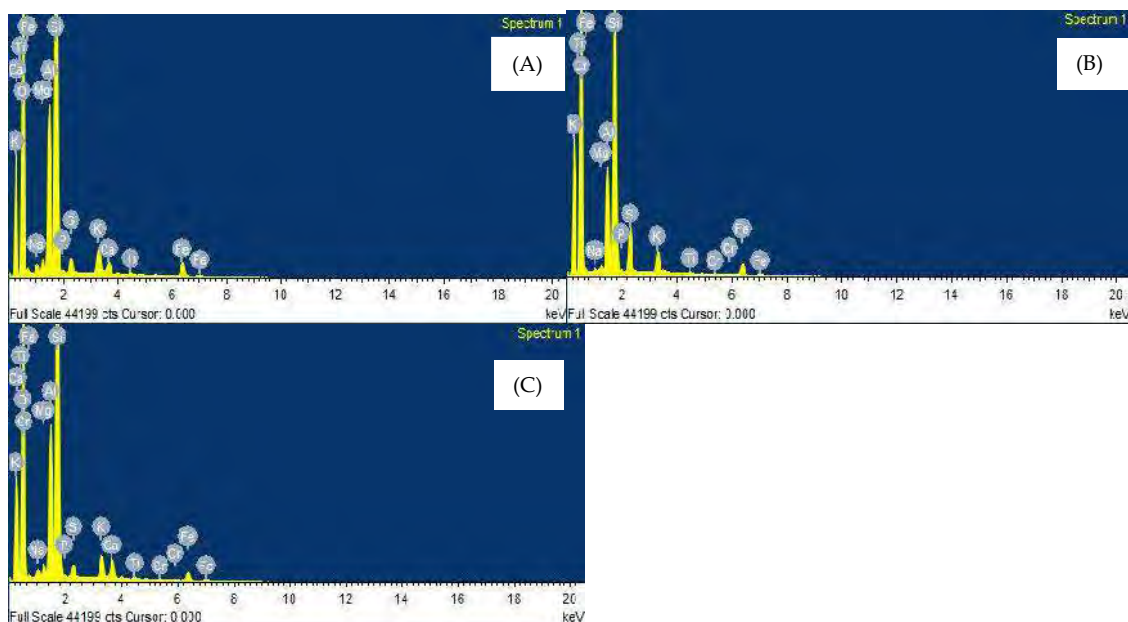 Spectrum 1
(A)
Fe Si
Ti
Ca Al
O Mg
K
Na P S K Ca Ti Fe Fe
2 4 6 8 10 12 14 16 18 20
Full Scale 44199 cts Cursor: 0.000 keV
Spectrum 1
(B)
Fe Si
Ti
Cr
K Al
Mg
Na P S K Ti Cr Cr Fe Fe
2 4 6 8 10 12 14 16 18 20
Full Scale 44199 cts Cursor: 0.000 keV
Spectrum 1
(C)
Fe Si
Ti
Ca Al
O Mg
Cr
K
Na P S K Ca Ti Cr Cr Fe Fe
2 4 6 8 10 12 14 16 18 20
Full Scale 44199 cts Cursor: 0.000 keV